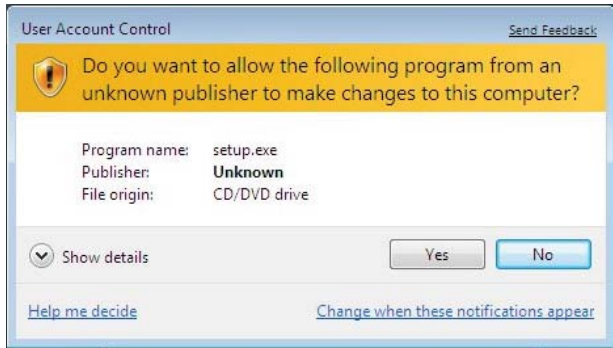 User Account Control
Send Feedback
Do you want to allow the following program from an
unknown publisher to make changes to this computer?
Program name: setup.exe
Publisher: Unknown
File origin: CD/DVD drive
Show details
Yes
No
Help me decide
Change when these notifications appear